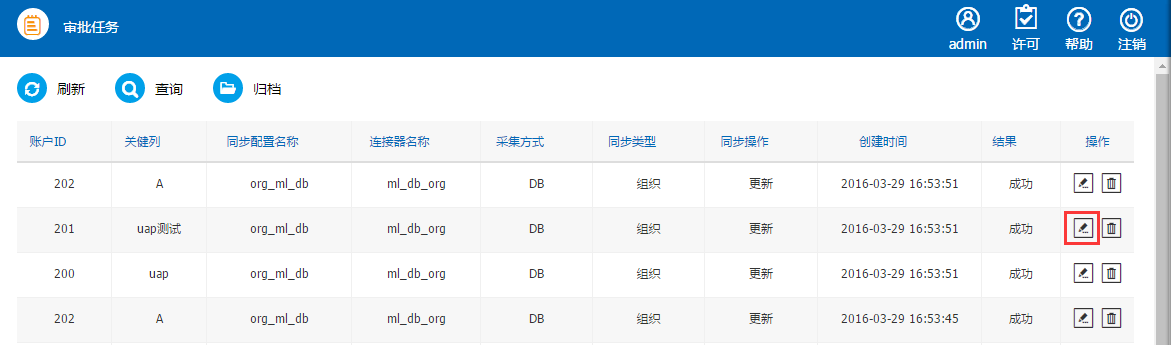 审批任务
admin 许可 帮助 注销
刷新 查询 归档
账户ID 关健列 同步配置名称 连接器名称 采集方式 同步类型 同步操作 创建时间 结果 操作
202 A org_ml_db ml_db_org DB 组织 更新 2016-03-29 16:53:51 成功
201 uap测试 org_ml_db ml_db_org DB 组织 更新 2016-03-29 16:53:51 成功
200 uap org_ml_db ml_db_org DB 组织 更新 2016-03-29 16:53:51 成功
202 A org_ml_db ml_db_org DB 组织 更新 2016-03-29 16:53:45 成功